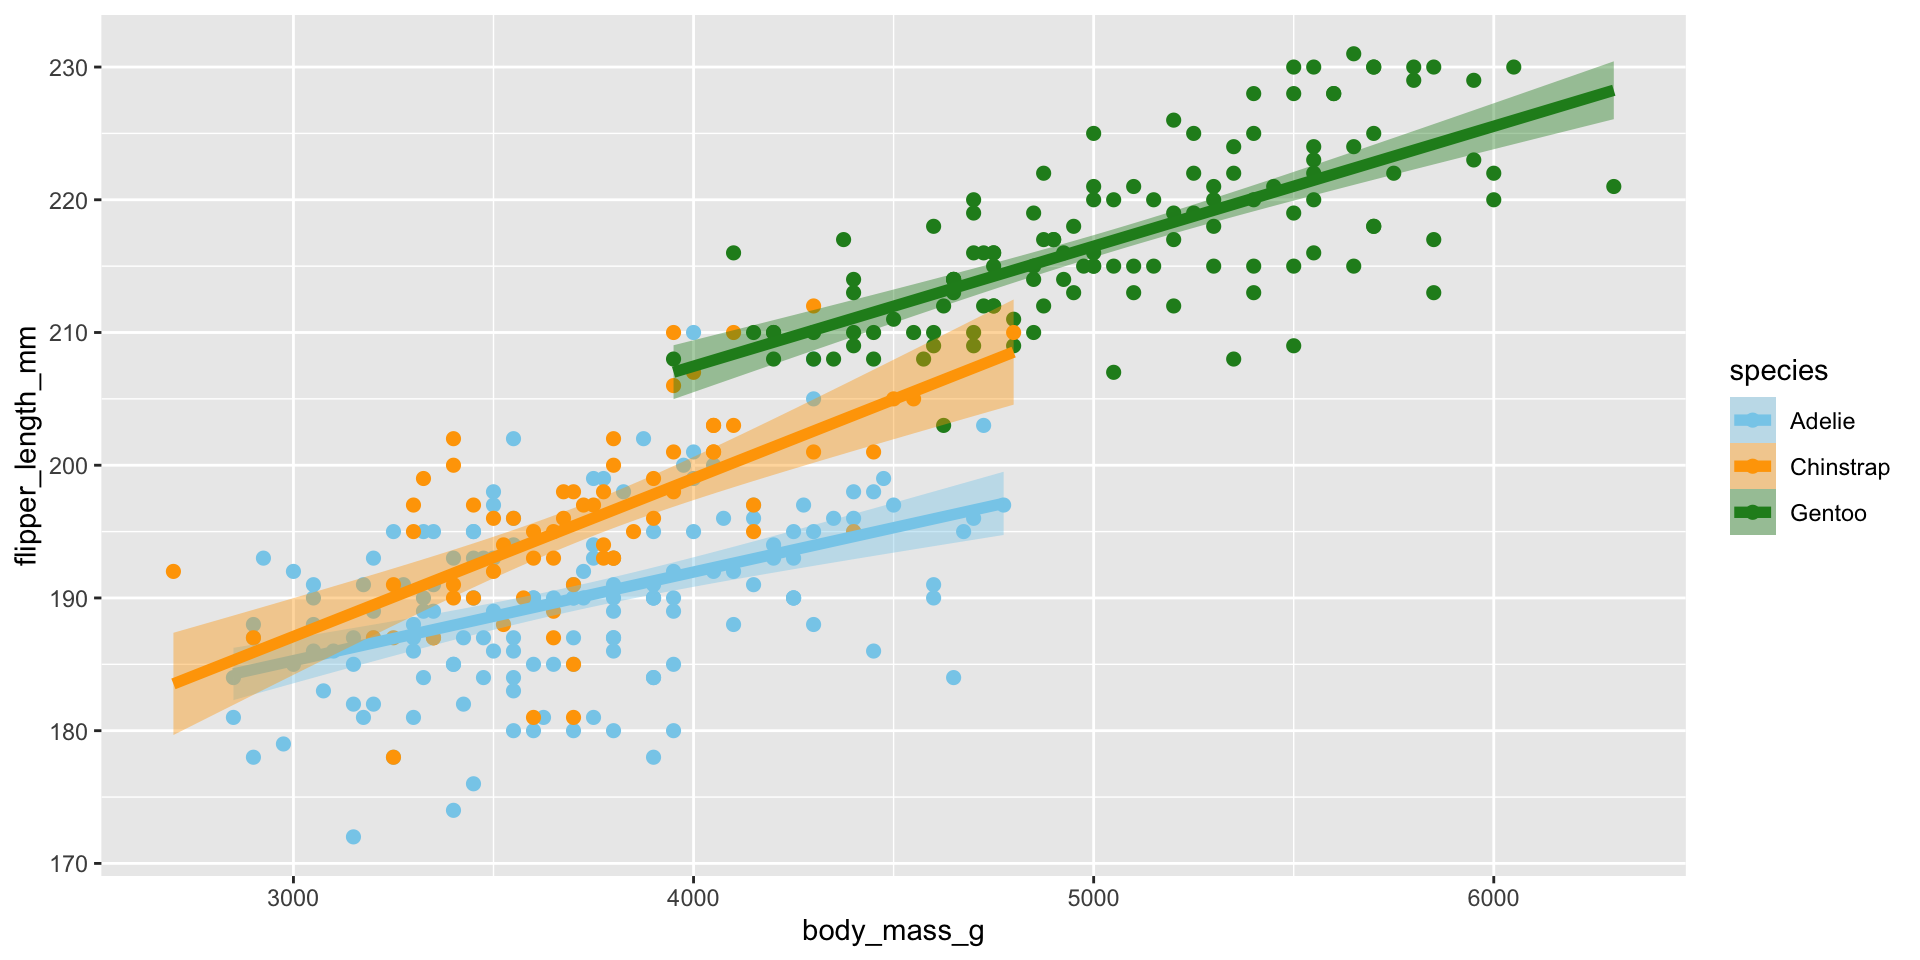 230
220
210
200
190
180
170
flipper_length_mm
3000 4000 5000 6000
body_mass_g
species
Adelie
Chinstrap
Gentoo